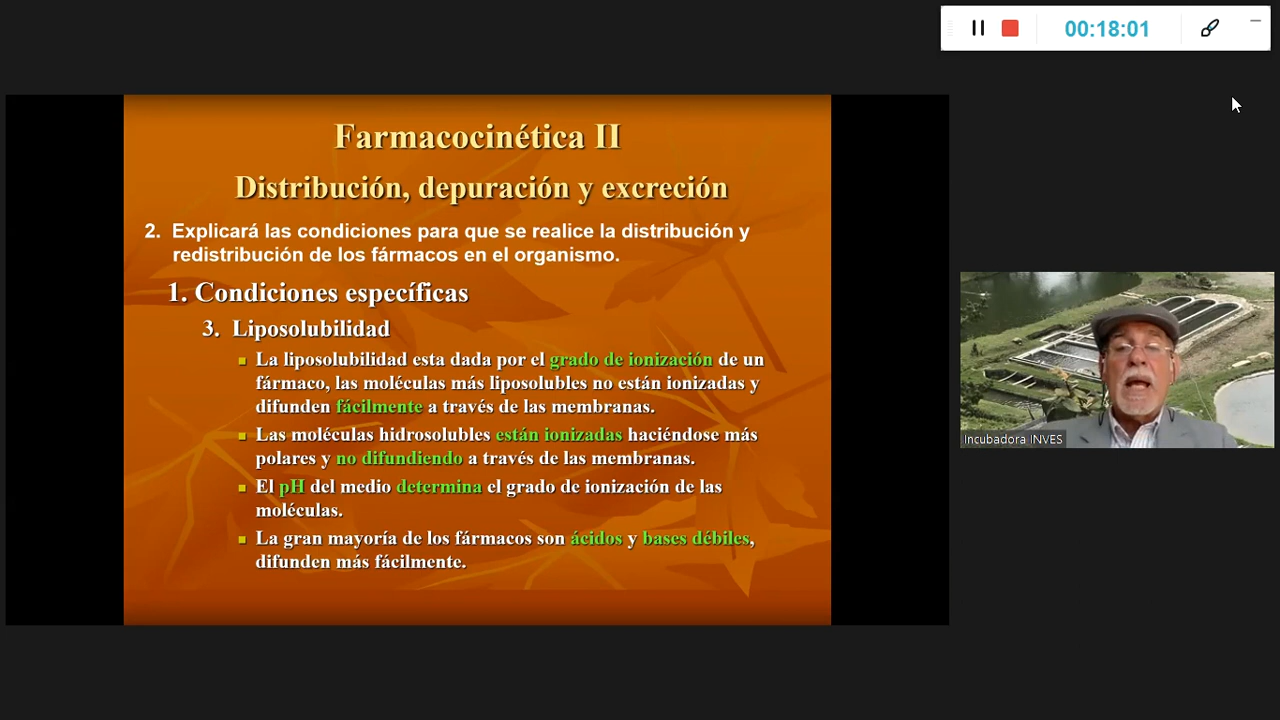 00:18:01
Farmacocinética II
Distribución, depuración y excreción
2. Explicará las condiciones para que se realice la distribución y
redistribución de los fármacos en el organismo.
1. Condiciones específicas
3. Liposolubilidad
La liposolubilidad esta dada por el grado de ionización de un
fármaco, las moléculas más liposolubles no están ionizadas y
difunden fácilmente a través de las membranas.
Las moléculas hidrosolubles están ionizadas haciéndose más
polares y no difundiendo a través de las membranas.
El pH del medio determina el grado de ionización de las
moléculas.
La gran mayoría de los fármacos son ácidos y bases débiles,
difunden más fácilmente.
Incubadora INVES